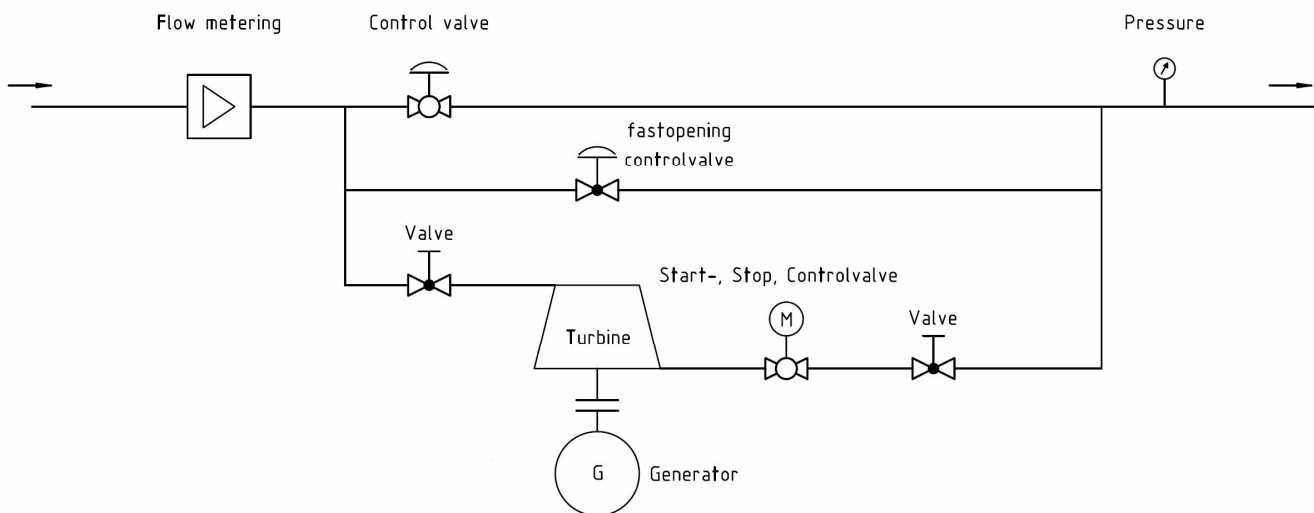 Flow metering
Control valve
Pressure
fastopening
controlvalve
Valve
Start-, Stop, Controlvalve
M
Valve
Turbine
G
Generator